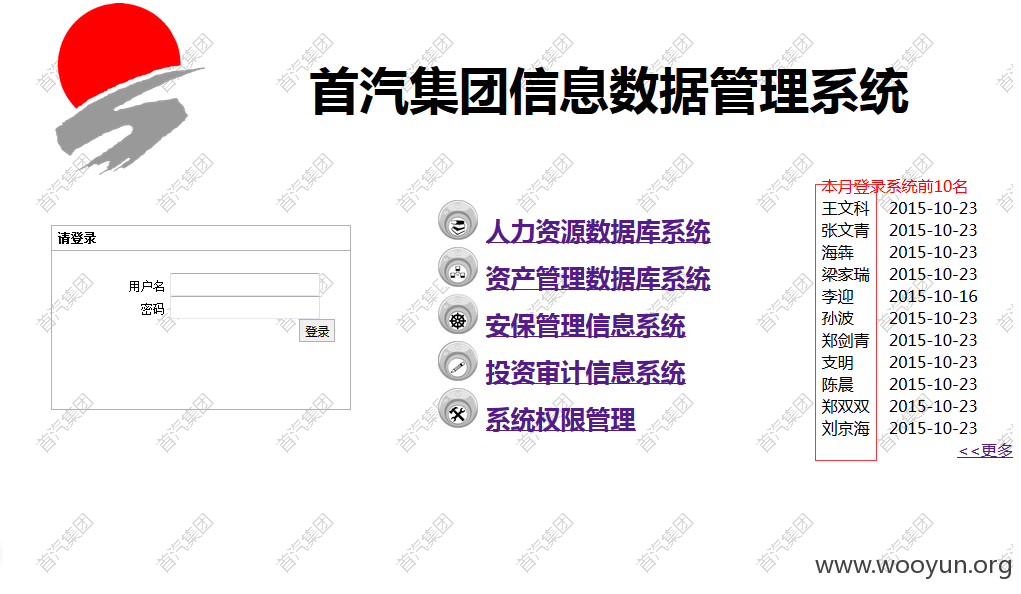 首汽集团信息数据管理系统
请登录
用户名
密码
登录
人力资源数据库系统
资产管理数据库系统
安保管理信息系统
投资审计信息系统
系统权限管理
本月登录系统前10名
王文科 2015-10-23
张文青 2015-10-23
海犇 2015-10-23
梁家瑞 2015-10-23
李迎 2015-10-16
孙波 2015-10-23
郑剑青 2015-10-23
支明 2015-10-23
陈晨 2015-10-23
郑双双 2015-10-23
刘京海 2015-10-23
<<更多
首汽集团
www.wooyun.org